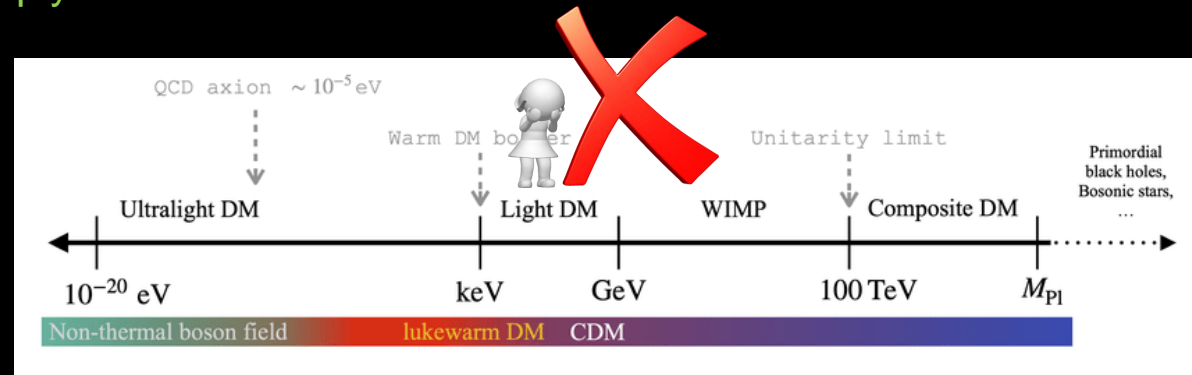 QCD axion ~ 10⁻⁵ eV
Warm DM bo er
Unitarity limit
Primordial
black holes,
Bosonic stars,
...
Ultralight DM
Light DM
WIMP
Composite DM
10⁻²⁰ eV
keV
GeV
100 TeV
M_Pl
Non-thermal boson field
lukewarm DM
CDM